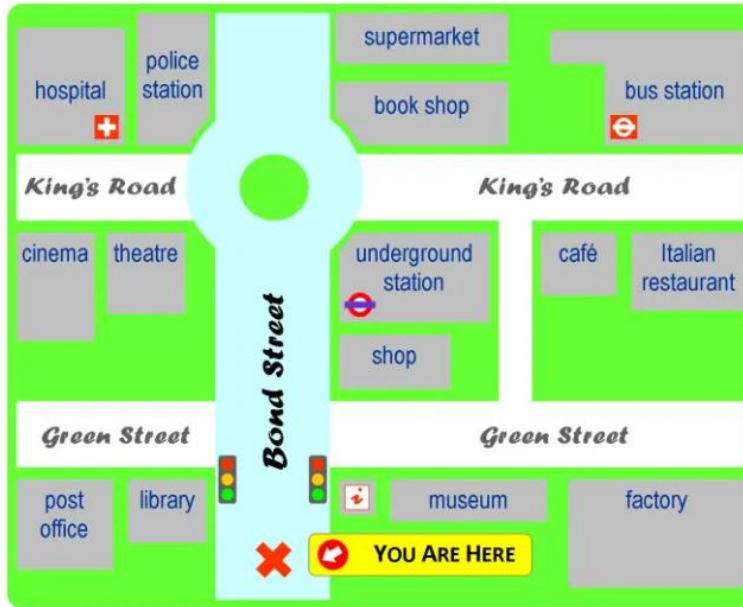 hospital
police
station
supermarket
book shop
bus station
King's Road
King's Road
cinema
theatre
underground
station
café
Italian
restaurant
shop
Bond Street
Green Street
Green Street
post
office
library
i
museum
factory
YOU ARE HERE